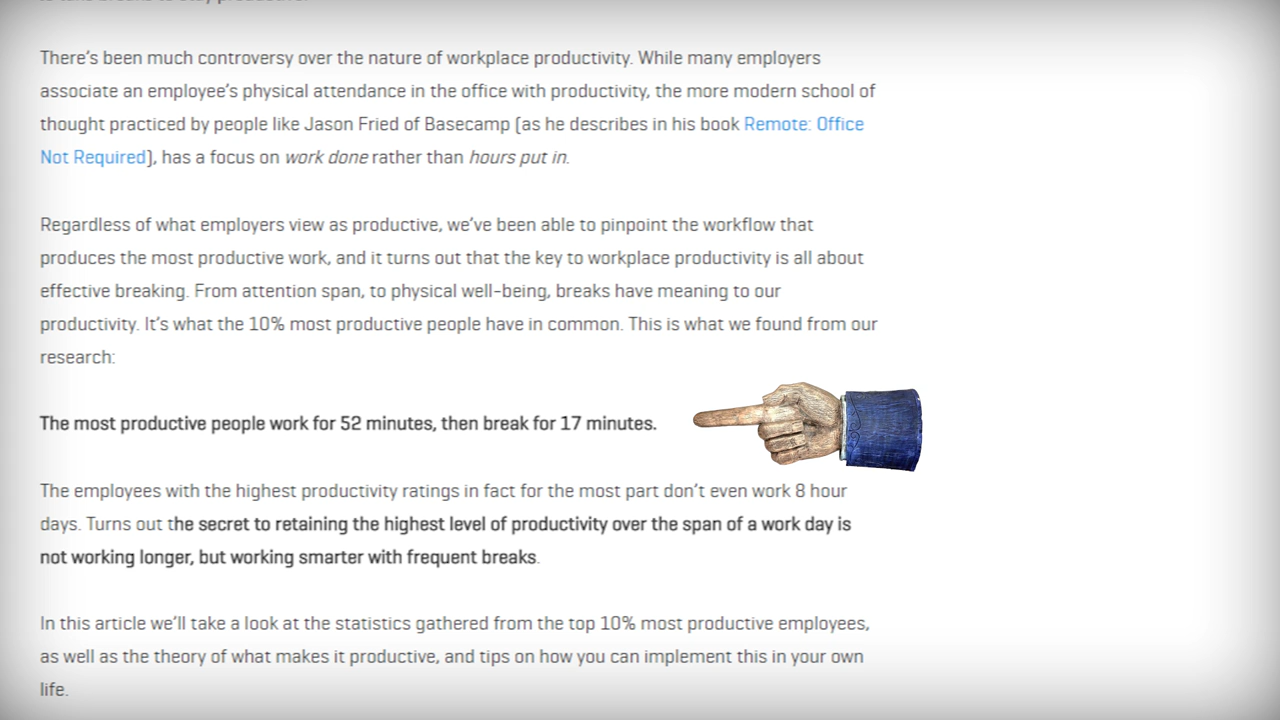 There's been much controversy over the nature of workplace productivity. While many employers
associate an employee's physical attendance in the office with productivity, the more modern school of
thought practiced by people like Jason Fried of Basecamp (as he describes in his book Remote: Office
Not Required), has a focus on work done rather than hours put in.
Regardless of what employers view as productive, we've been able to pinpoint the workflow that
produces the most productive work, and it turns out that the key to workplace productivity is all about
effective breaking. From attention span, to physical well-being, breaks have meaning to our
productivity. It's what the 10% most productive people have in common. This is what we found from our
research:
The most productive people work for 52 minutes, then break for 17 minutes.
The employees with the highest productivity ratings in fact for the most part don't even work 8 hour
days. Turns out the secret to retaining the highest level of productivity over the span of a work day is
not working longer, but working smarter with frequent breaks.
In this article we'll take a look at the statistics gathered from the top 10% most productive employees,
as well as the theory of what makes it productive, and tips on how you can implement this in your own
life.